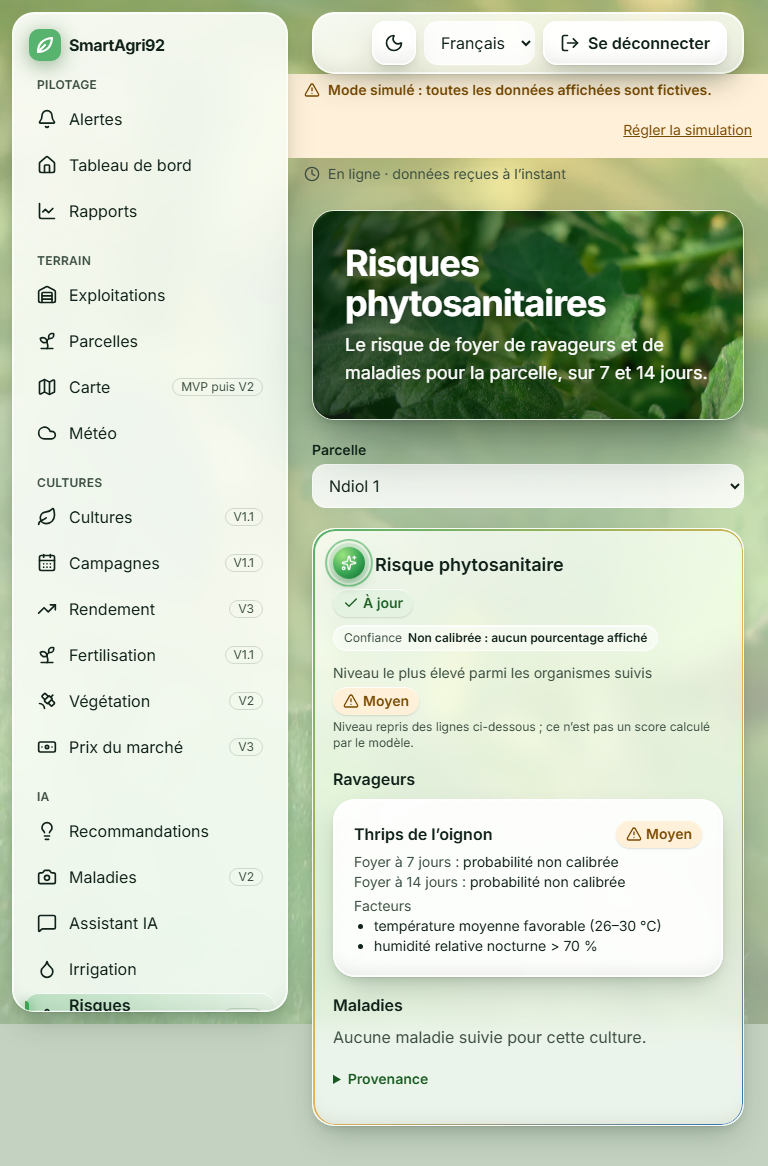 SmartAgri92
PILOTAGE
Alertes
Tableau de bord
Rapports
TERRAIN
Exploitations
Parcelles
Carte MVP puis V2
Météo
CULTURES
Cultures V1.1
Campagnes V1.1
Rendement V3
Fertilisation V1.1
Végétation V2
Prix du marché V3
IA
Recommandations
Maladies V2
Assistant IA
Irrigation
Risques
Français
Se déconnecter
Mode simulé : toutes les données affichées sont fictives.
Régler la simulation
En ligne · données reçues à l’instant
Risques
phytosanitaires
Le risque de foyer de ravageurs et de
maladies pour la parcelle, sur 7 et 14 jours.
Parcelle
Ndiol 1
Risque phytosanitaire
À jour
Confiance Non calibrée : aucun pourcentage affiché
Niveau le plus élevé parmi les organismes suivis
Moyen
Niveau repris des lignes ci-dessous ; ce n’est pas un score calculé
par le modèle.
Ravageurs
Thrips de l’oignon Moyen
Foyer à 7 jours : probabilité non calibrée
Foyer à 14 jours : probabilité non calibrée
Facteurs
• température moyenne favorable (26–30 °C)
• humidité relative nocturne > 70 %
Maladies
Aucune maladie suivie pour cette culture.
Provenance